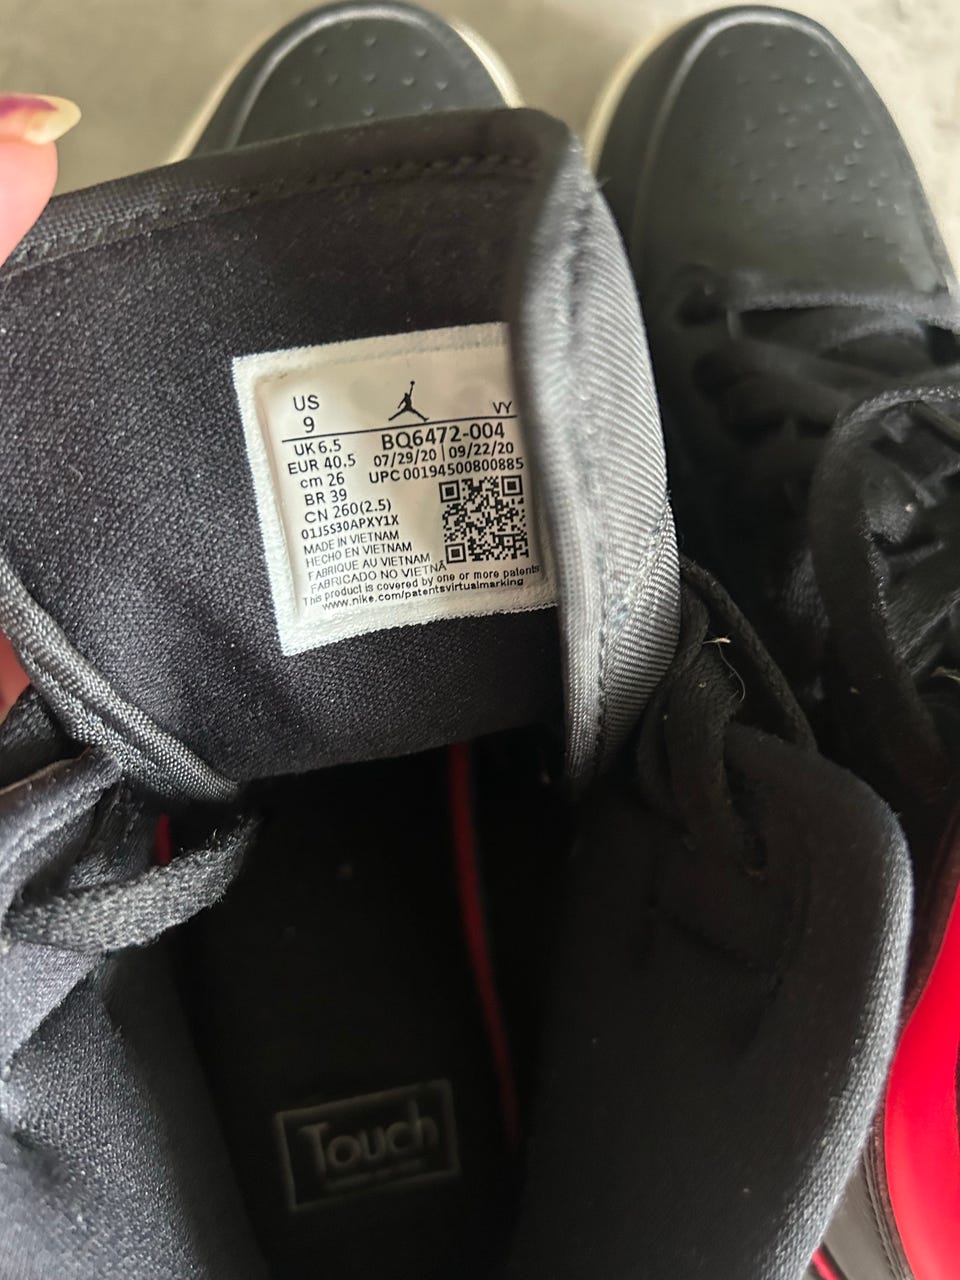 US
9
VY
UK 6.5
BQ6472-004
EUR 40.5
07/29/20 | 09/22/20
cm 26
UPC 00194500800885
BR 39
CN 260(2.5)
01J5S30APXY1X
MADE IN VIETNAM
HECHO EN VIETNAM
FABRIQUE AU VIETNAM
FABRICADO NO VIETNÃ
This product is covered by one or more patents
www.nike.com/patentsvirtualmarking
Touch